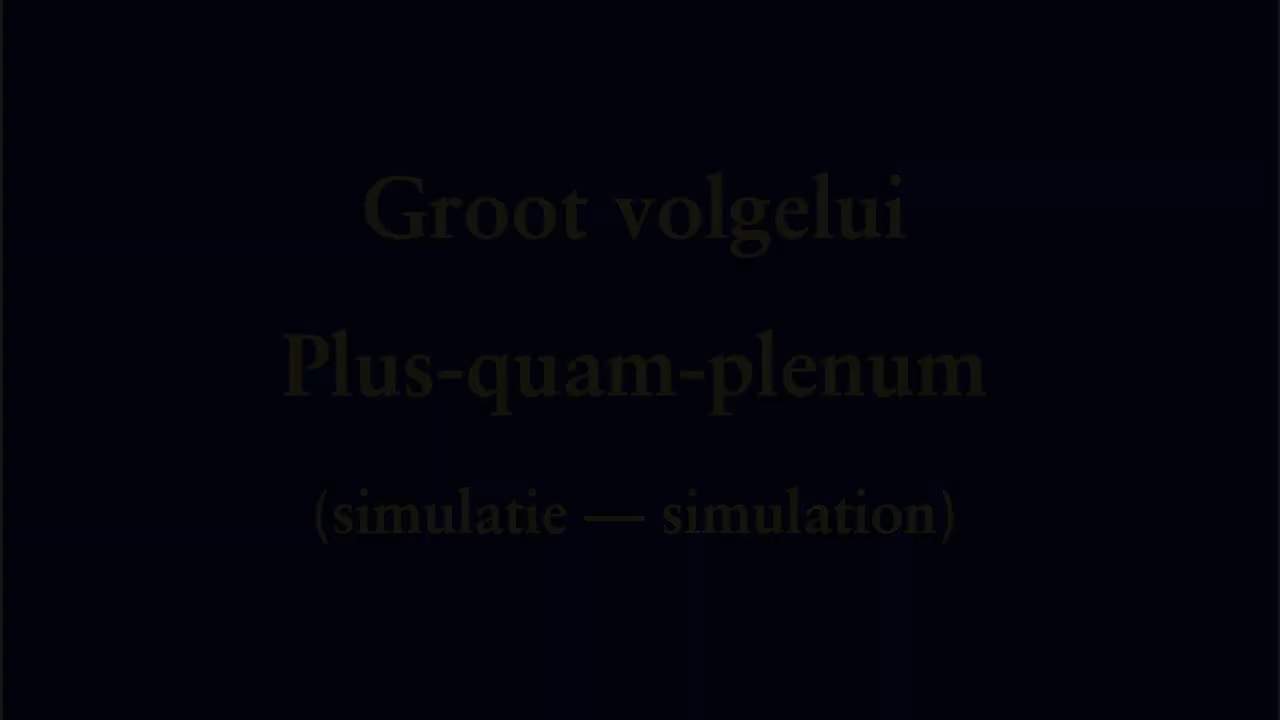 Groot volgelui
Plus-quam-plenum
(simulatie — simulation)